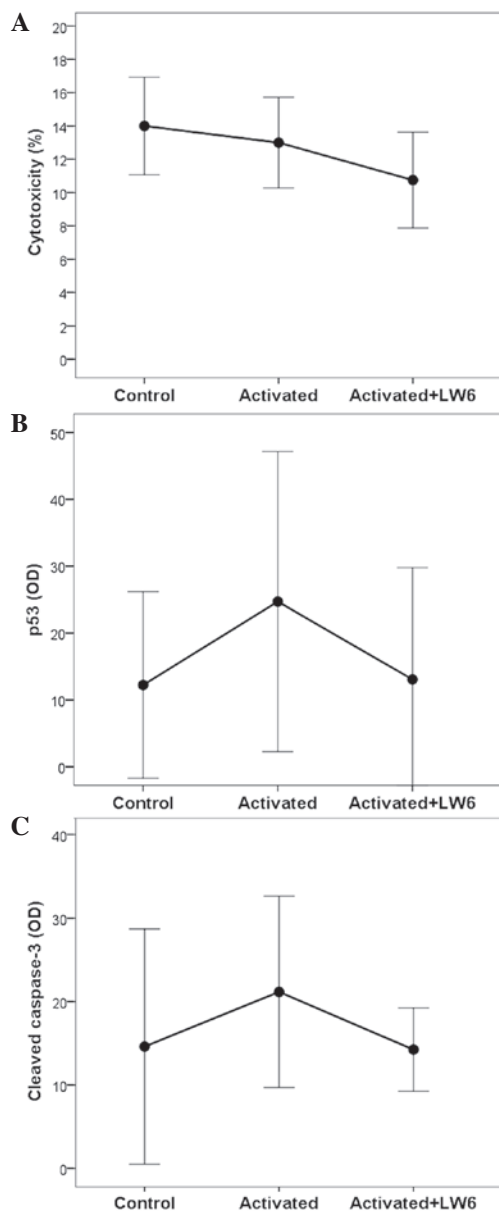 A
Cytotoxicity (%)
20
18
16
14
12
10
8
6
4
2
0
Control Activated Activated+LW6
B
p53 (OD)
50
40
30
20
10
0
Control Activated Activated+LW6
C
Cleaved caspase-3 (OD)
40
30
20
10
0
Control Activated Activated+LW6